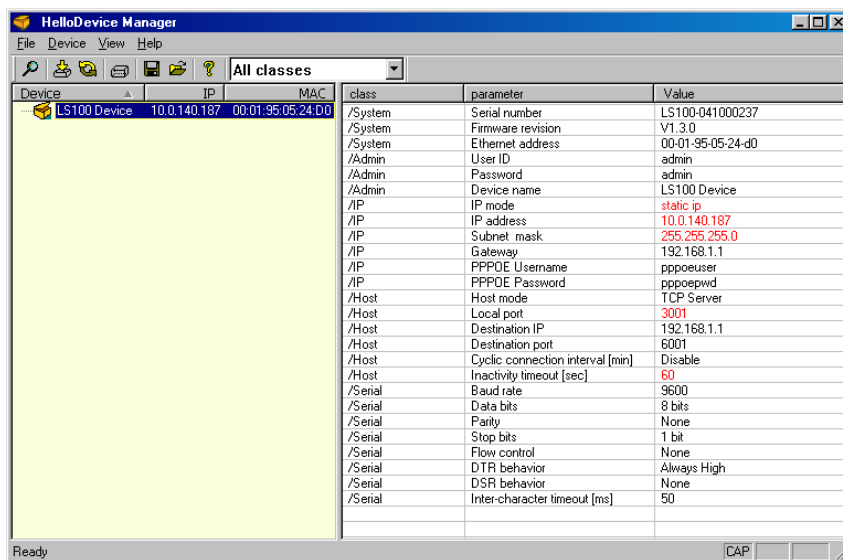 HelloDevice Manager
File Device View Help
All classes
Device IP MAC
LS100 Device 10.0.140.187 00:01:95:05:24:D0
class parameter Value
/System Serial number LS100-041000237
/System Firmware revision V1.3.0
/System Ethernet address 00-01-95-05-24-d0
/Admin User ID admin
/Admin Password admin
/Admin Device name LS100 Device
/IP IP mode static ip
/IP IP address 10.0.140.187
/IP Subnet mask 255.255.255.0
/IP Gateway 192.168.1.1
/IP PPPOE Username pppoeuser
/IP PPPOE Password pppoepwd
/Host Host mode TCP Server
/Host Local port 3001
/Host Destination IP 192.168.1.1
/Host Destination port 6001
/Host Cyclic connection interval [min] Disable
/Host Inactivity timeout [sec] 60
/Serial Baud rate 9600
/Serial Data bits 8 bits
/Serial Parity None
/Serial Stop bits 1 bit
/Serial Flow control None
/Serial DTR behavior Always High
/Serial DSR behavior None
/Serial Inter-character timeout [ms] 50
Ready CAP